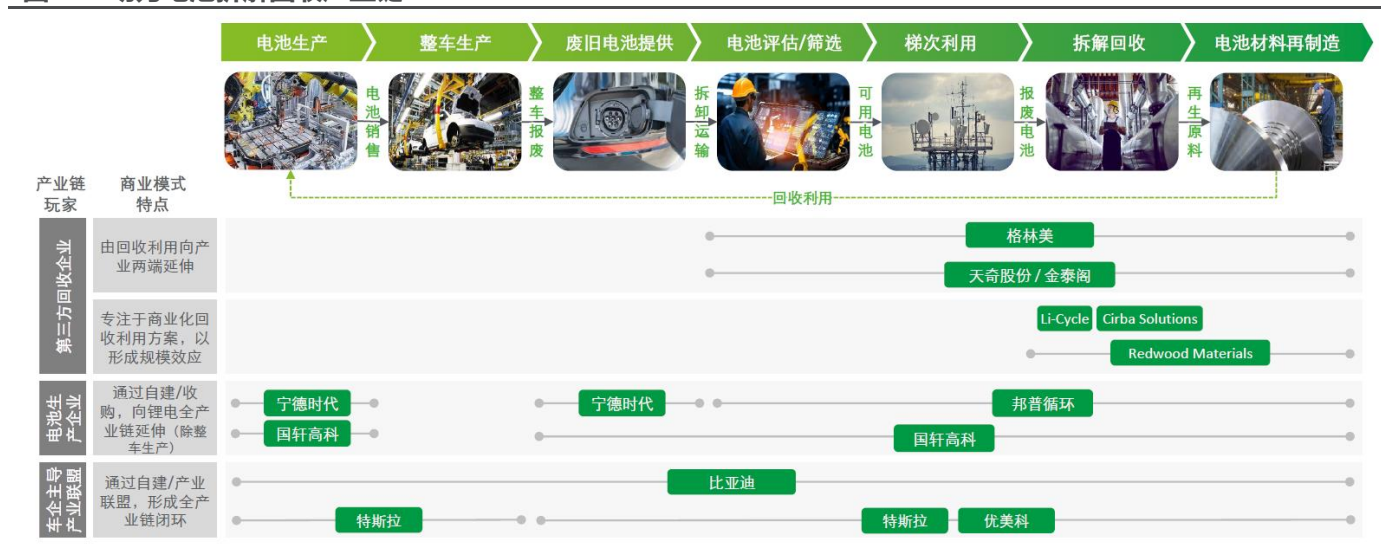 电池生产
整车生产
废旧电池提供
电池评估/筛选
梯次利用
拆解回收
电池材料再制造
电池销售
整车报废
拆卸运输
可用电池
报废电池
再生原料
回收利用
产业链
玩家
商业模式
特点
第三方回收企业
由回收利用向产
业两端延伸
格林美
天奇股份 / 金泰阁
专注于商业化回
收利用方案，以
形成规模效应
Li-Cycle
Cirba Solutions
Redwood Materials
电池生
产企业
通过自建/收
购，向锂电全产
业链延伸（除整
车生产）
宁德时代
宁德时代
邦普循环
国轩高科
国轩高科
车企主导
产业联盟
通过自建/产业
联盟，形成全产
业链闭环
比亚迪
特斯拉
特斯拉
优美科